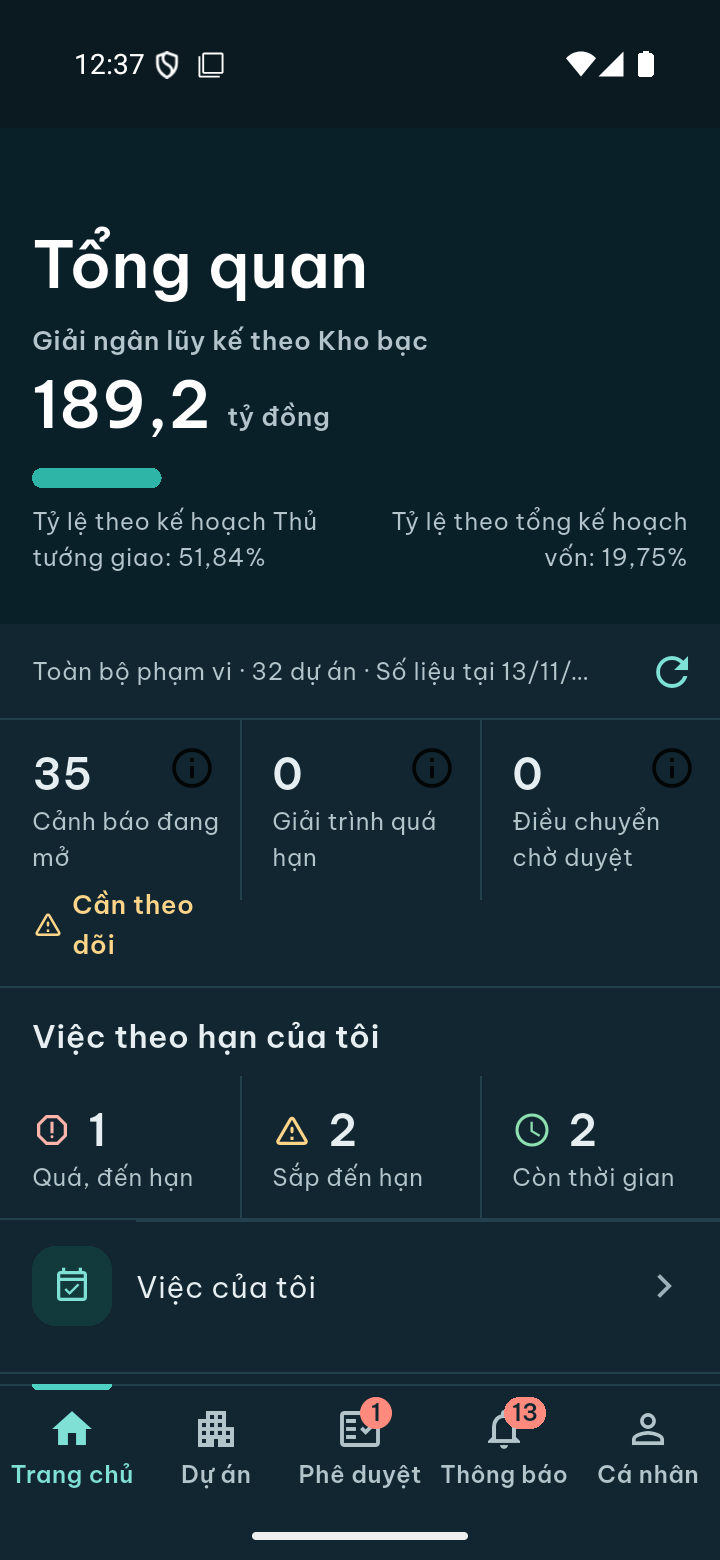 12:37
Tổng quan
Giải ngân lũy kế theo Kho bạc
189,2 tỷ đồng
Tỷ lệ theo kế hoạch Thủ
tướng giao: 51,84%
Tỷ lệ theo tổng kế hoạch
vốn: 19,75%
Toàn bộ phạm vi · 32 dự án · Số liệu tại 13/11/...
35
Cảnh báo đang
mở
Cần theo
dõi
0
Giải trình quá
hạn
0
Điều chuyển
chờ duyệt
Việc theo hạn của tôi
1
Quá, đến hạn
2
Sắp đến hạn
2
Còn thời gian
Việc của tôi
1
13
Trang chủ
Dự án
Phê duyệt
Thông báo
Cá nhân